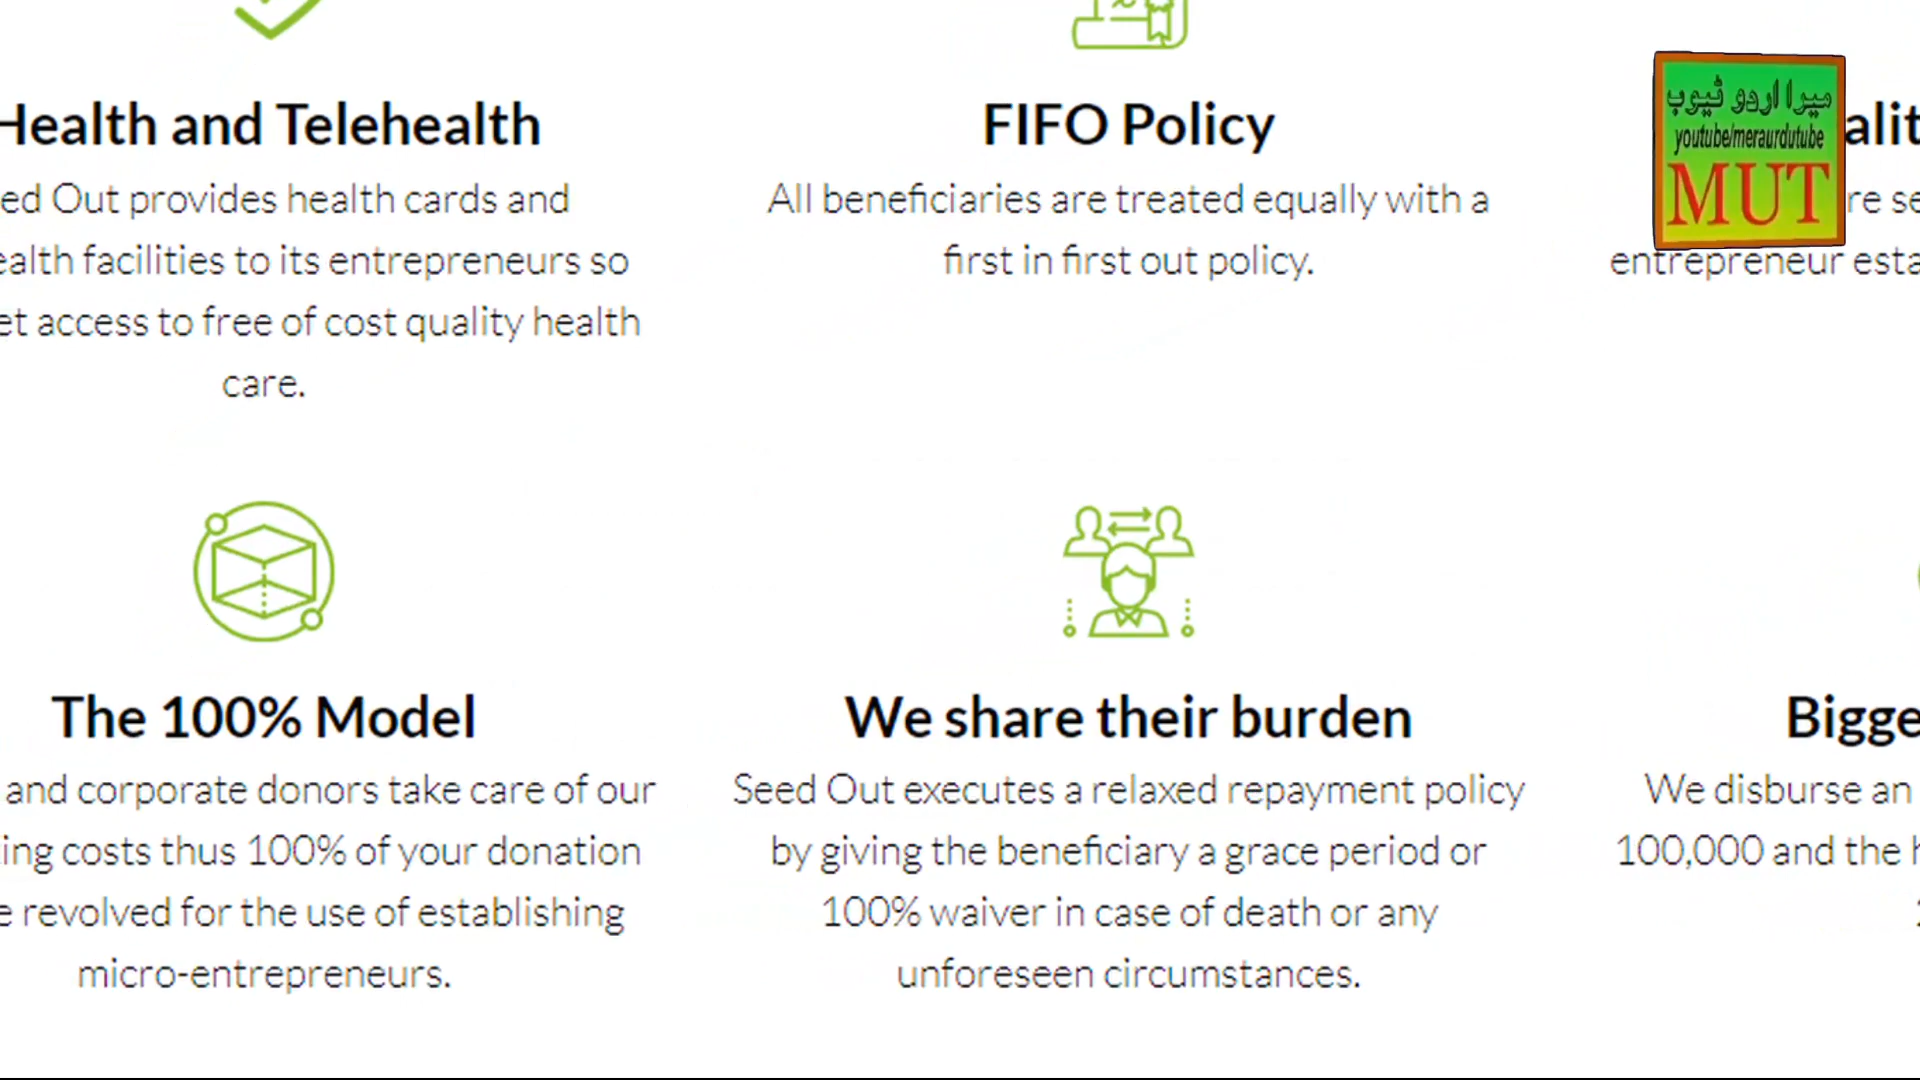 Health and Telehealth
ed Out provides health cards and
ealth facilities to its entrepreneurs so
et access to free of cost quality health
care.
FIFO Policy
All beneficiaries are treated equally with a
first in first out policy.
میرا اردو ٹیوب
youtube/meraurdutube
MUT
alit
re se
entrepreneur esta
The 100% Model
and corporate donors take care of our
ing costs thus 100% of your donation
e revolved for the use of establishing
micro-entrepreneurs.
We share their burden
Seed Out executes a relaxed repayment policy
by giving the beneficiary a grace period or
100% waiver in case of death or any
unforeseen circumstances.
Bigge
We disburse an
100,000 and the h